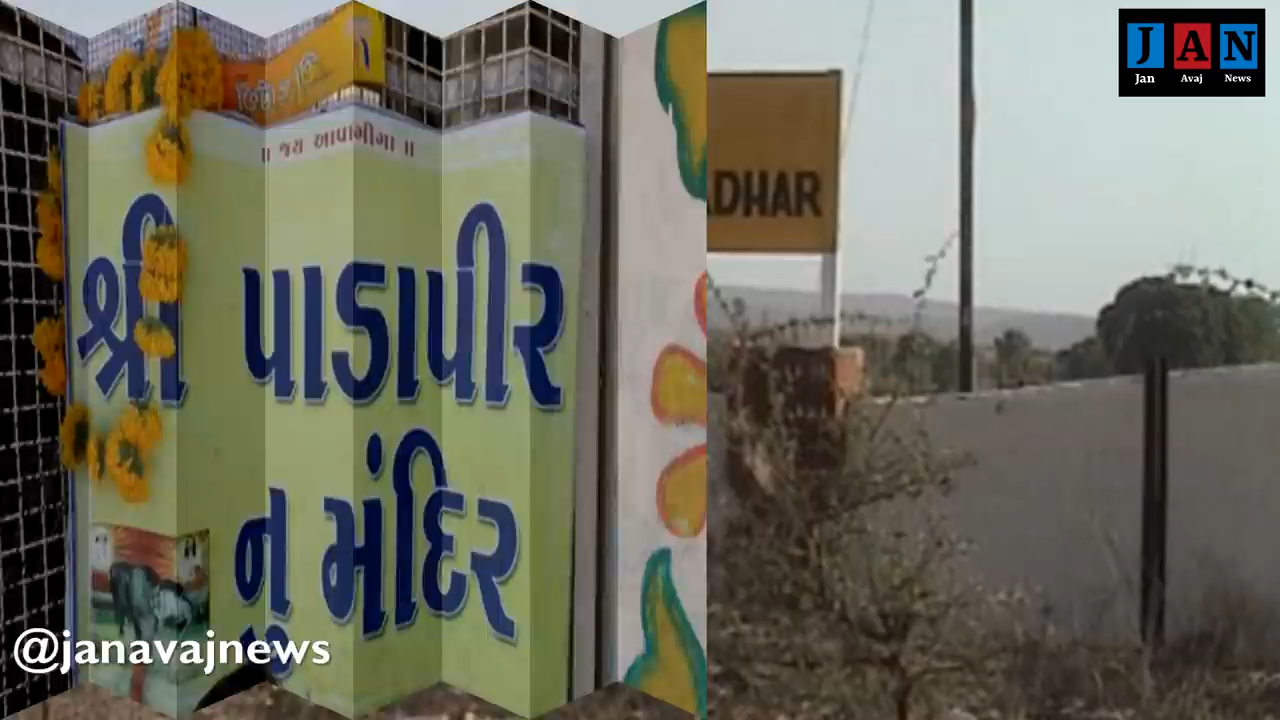 ॥ જય આપાગીગા ॥
શ્રી પાડાપીર
નુ મંદિર
DHAR
JAN
Jan Avaj News
@janavajnews